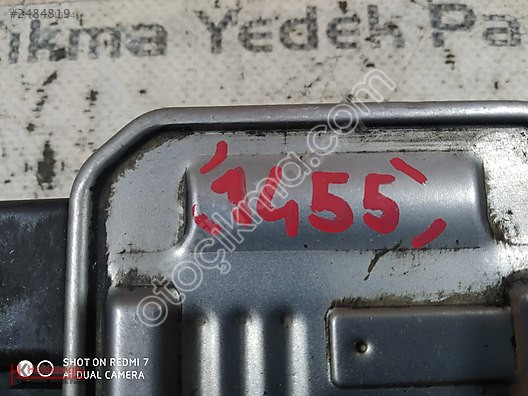 #2484819
Çıkma Yedek Pa
otoçıkma.com
1455
SHOT ON REDMI 7
AI DUAL CAMERA